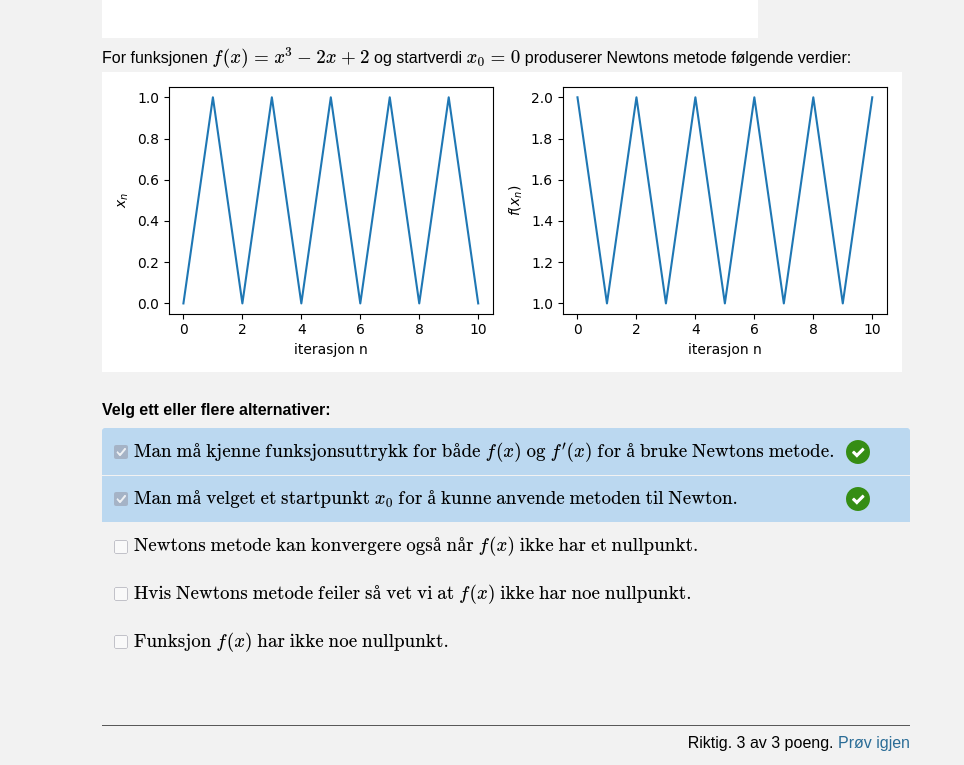 For funksjonen f(x) = x³ − 2x + 2 og startverdi x₀ = 0 produserer Newtons metode følgende verdier:
1.0
0.8
0.6
0.4
0.2
0.0
xₙ
0 2 4 6 8 10
iterasjon n
2.0
1.8
1.6
1.4
1.2
1.0
f(xₙ)
0 2 4 6 8 10
iterasjon n
Velg ett eller flere alternativer:
Man må kjenne funksjonsuttrykk for både f(x) og f′(x) for å bruke Newtons metode.
Man må velget et startpunkt x₀ for å kunne anvende metoden til Newton.
Newtons metode kan konvergere også når f(x) ikke har et nullpunkt.
Hvis Newtons metode feiler så vet vi at f(x) ikke har noe nullpunkt.
Funksjon f(x) har ikke noe nullpunkt.
Riktig. 3 av 3 poeng. Prøv igjen